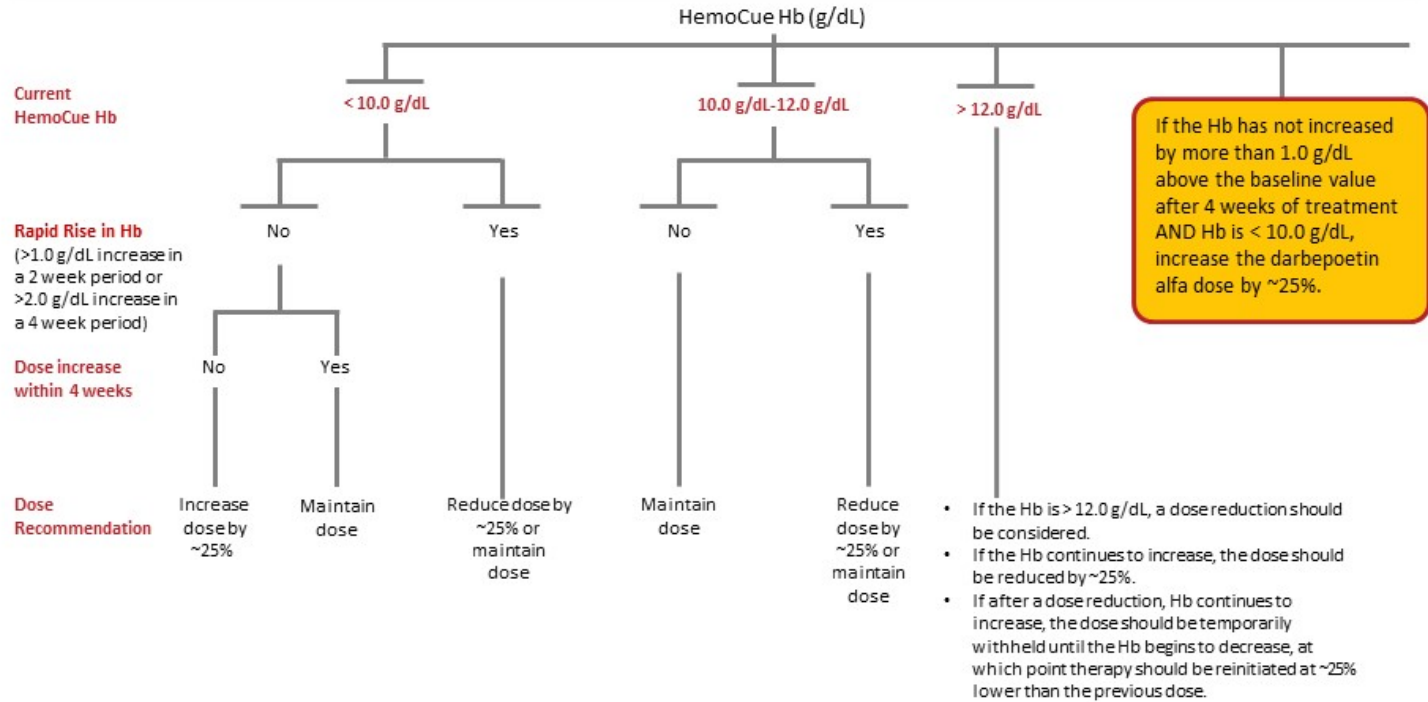 HemoCue Hb (g/dL)
Current
HemoCue Hb
< 10.0 g/dL
10.0 g/dL-12.0 g/dL
> 12.0 g/dL
If the Hb has not increased
by more than 1.0 g/dL
above the baseline value
after 4 weeks of treatment
AND Hb is < 10.0 g/dL,
increase the darbepoetin
alfa dose by ~25%.
Rapid Rise in Hb
(>1.0 g/dL increase in
a 2 week period or
>2.0 g/dL increase in
a 4 week period)
No
Yes
No
Yes
Dose increase
within 4 weeks
No
Yes
Dose
Recommendation
Increase
dose by
~25%
Maintain
dose
Reduce dose by
~25% or
maintain
dose
Maintain
dose
Reduce
dose by
~25% or
maintain
dose
• If the Hb is > 12.0 g/dL, a dose reduction should
be considered.
• If the Hb continues to increase, the dose should
be reduced by ~25%.
• If after a dose reduction, Hb continues to
increase, the dose should be temporarily
withheld until the Hb begins to decrease, at
which point therapy should be reinitiated at ~25%
lower than the previous dose.